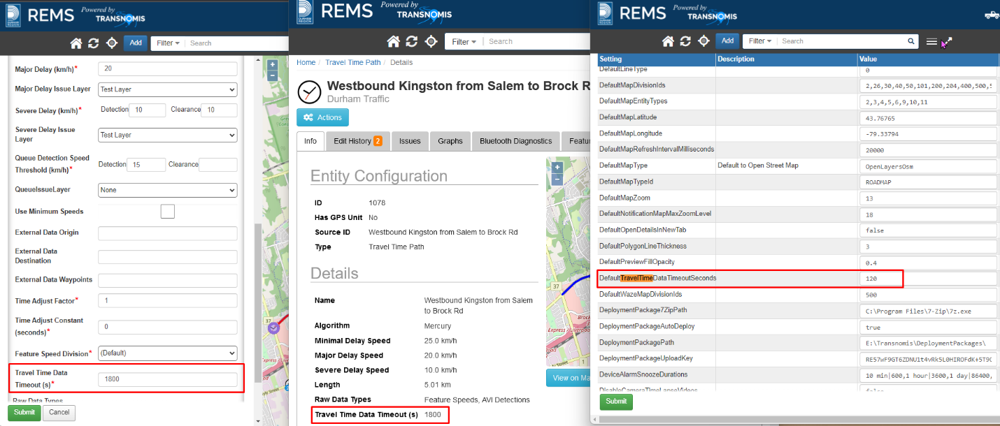 REMS
Powered by
TRANSNOMIS
DURHAM
REGION
Add
Filter
Search
Major Delay (km/h)*
20
Major Delay Issue Layer
Test Layer
Severe Delay (km/h)*
Detection
10
Clearance
10
Severe Delay Issue
Layer
Test Layer
Queue Detection Speed
Threshold (km/h)*
Detection
15
Clearance
QueueIssueLayer
None
Use Minimum Speeds
External Data Origin
External Data
Destination
External Data Waypoints
Time Adjust Factor*
1
Time Adjust Constant
(seconds)*
0
Feature Speed Division*
(Default)
Travel Time Data
Timeout (s)*
1800
Raw Data Types
Submit
Cancel
+
−
37
Express /
DURHAM
REGION
REMS
Powered by
TRANSNOMIS
Filter
Search
Home / Travel Time Path / Details
Westbound Kingston from Salem to Brock R
Durham Traffic
Actions
Info
Edit History 2
Issues
Graphs
Bluetooth Diagnostics
Featu
Entity Configuration
ID
1078
Has GPS Unit
No
Source ID
Westbound Kingston from Salem to Brock Rd
Type
Travel Time Path
Details
Name
Westbound Kingston from Salem
to Brock Rd
Algorithm
Mercury
Minimal Delay Speed
25.0 km/h
Major Delay Speed
20.0 km/h
Severe Delay Speed
10.0 km/h
Length
5.01 km
Raw Data Types
Feature Speeds, AVI Detections
Travel Time Data Timeout (s)
1800
+
−
37
Brock
Express / Liverpoo
1
View on Ma
REMS
Powered by
TRANSNOMIS
Add
Filter
Search
Setting
Description
Value
DefaultLineType
0
DefaultMapDivisionIds
2,26,30,40,50,101,200,204,400,500,5
DefaultMapEntityTypes
2,3,4,5,6,9,10,11
DefaultMapLatitude
43.76765
DefaultMapLongitude
-79.33794
DefaultMapRefreshIntervalMilliseconds
20000
DefaultMapType
Default to Open Street Map
OpenLayersOsm
DefaultMapTypeId
ROADMAP
DefaultMapZoom
13
DefaultNotificationMapMaxZoomLevel
18
DefaultOpenDetailsInNewTab
false
DefaultPolygonLineThickness
3
DefaultPreviewFillOpacity
0.4
DefaultTravelTimeDataTimeoutSeconds
120
DefaultWazeMapDivisionIds
500
DeploymentPackage7ZipPath
C:\Program Files\7-Zip\7z.exe
DeploymentPackageAutoDeploy
true
DeploymentPackagePath
E:\Transnomis\DeploymentPackages\
DeploymentPackageUploadKey
DeviceAlarmSnoozeDurations
10 min|600,1 hour|3600,1 day|86400,
DisableCameraTimeLapseVideos
false
Submit